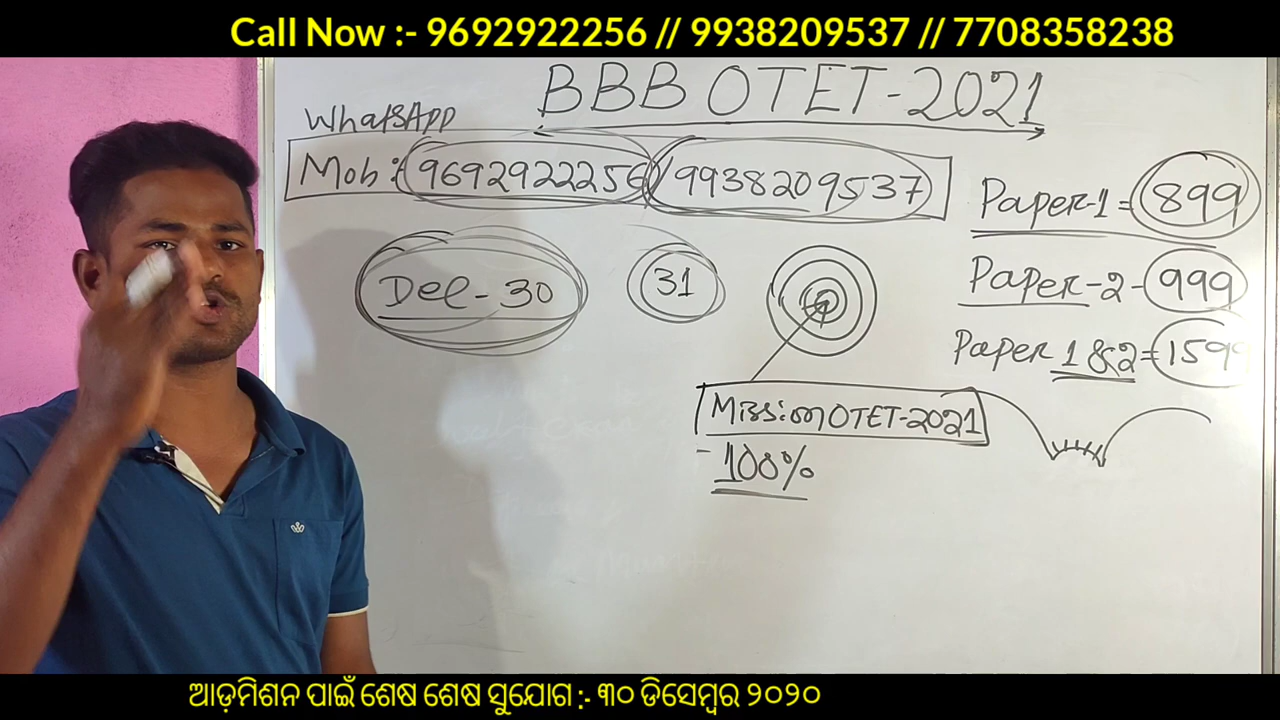 Call Now :- 9692922256 // 9938209537 // 7708358238
BBB OTET-2021
WhatsApp
Mob: 9692922256/9938209537
Paper-1 = 899
Dec-30 31
Paper-2-999
Paper 1 &2=1599
Mission OTET-2021
-100%
ଆଡ଼ମିଶନ ପାଇଁ ଶେଷ ଶେଷ ସୁଯୋଗ :- ୩୦ ଡିସେମ୍ବର ୨୦୨୦